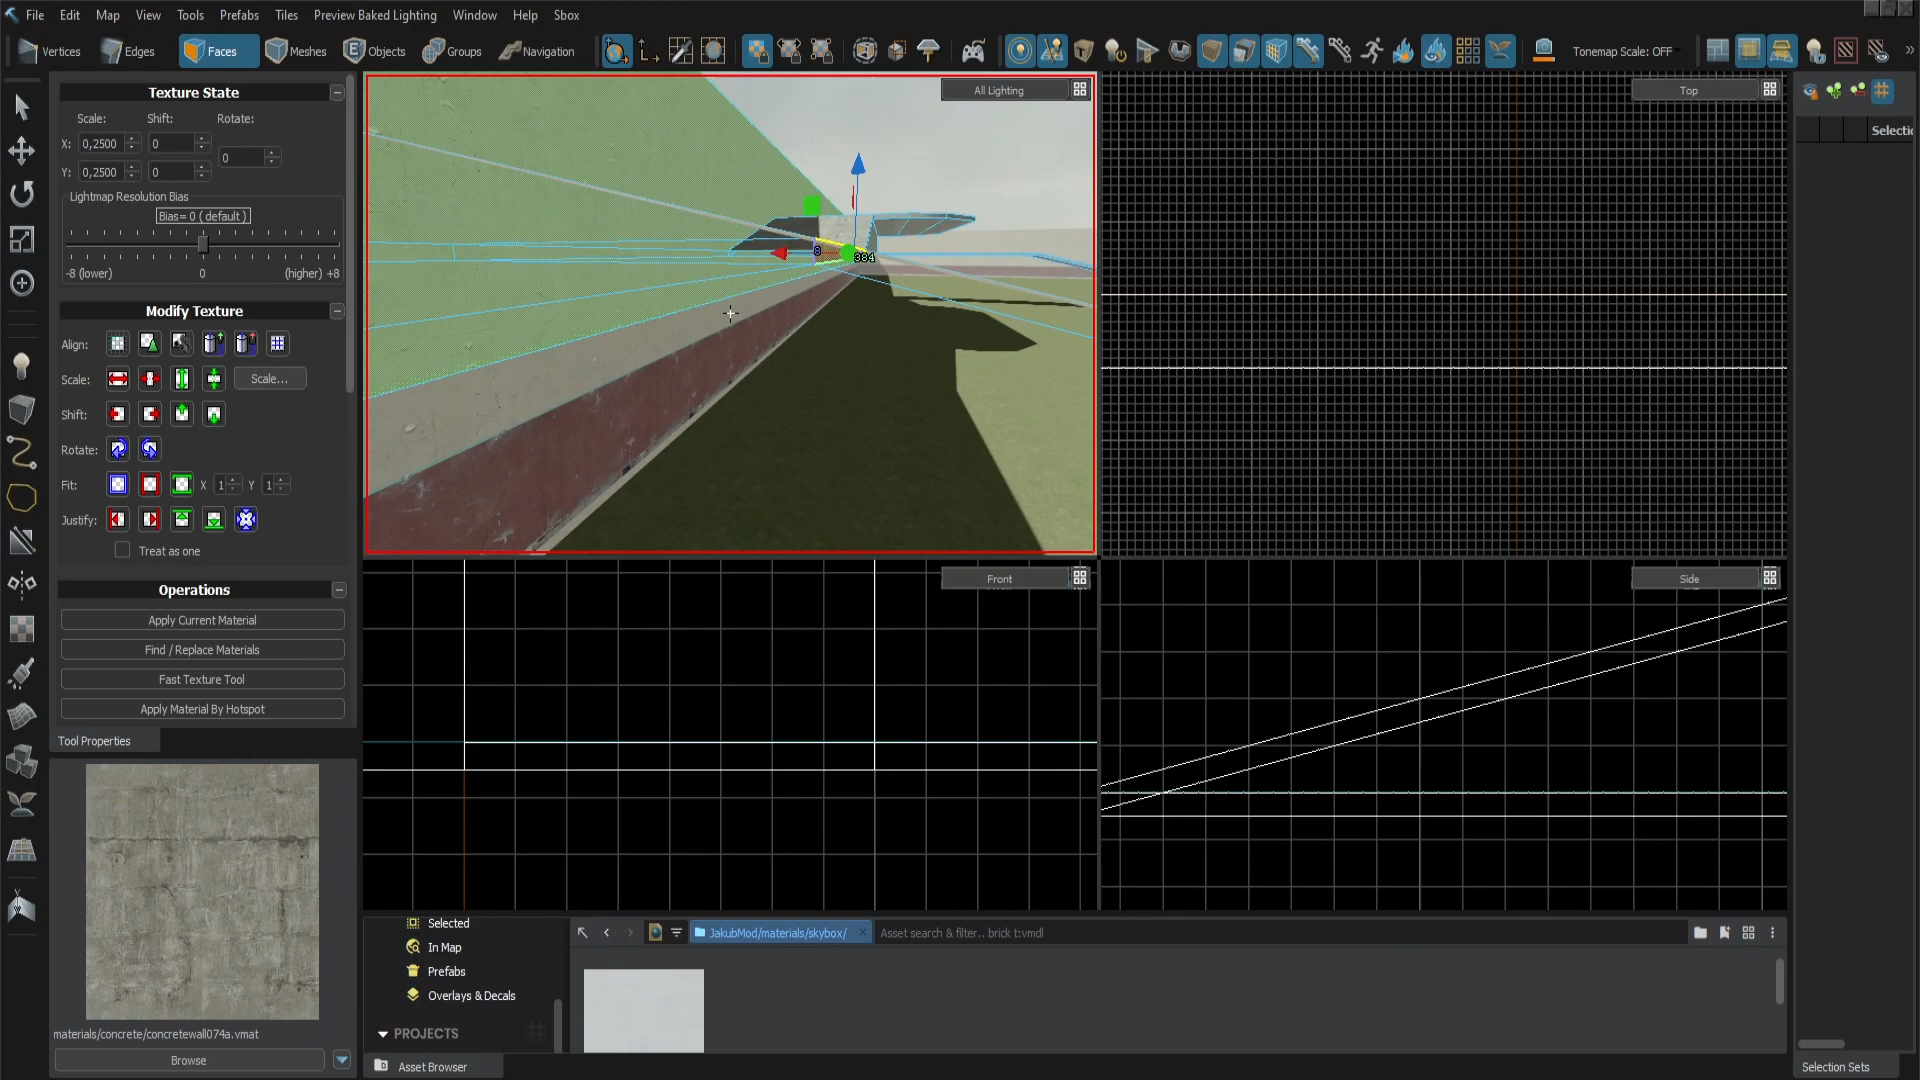 File Edit Map View Tools Prefabs Tiles Preview Baked Lighting Window Help Sbox
Vertices Edges Faces Meshes Objects Groups Navigation Tonemap Scale: OFF
Texture State
Scale: Shift: Rotate:
X: 0,2500 0 0
Y: 0,2500 0
Lightmap Resolution Bias
Bias= 0 ( default )
-8 (lower) 0 (higher) +8
Modify Texture
Align:
Scale: Scale...
Shift:
Rotate:
Fit: X 1 Y 1
Justify:
Treat as one
Operations
Apply Current Material
Find / Replace Materials
Fast Texture Tool
Apply Material By Hotspot
Tool Properties
materials/concrete/concretewall074a.vmat
Browse
All Lighting
8
384
Top
Front
Side
Selected
In Map
Prefabs
Overlays & Decals
PROJECTS
Asset Browser
JakubMod/materials/skybox/
Asset search & filter.. brick t:vmdl
Selecti
Selection Sets